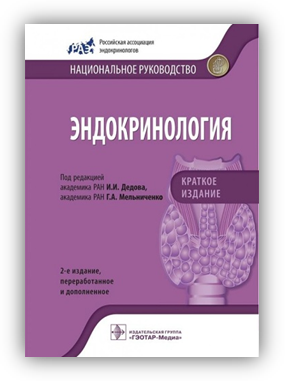 РАЭ
Российская ассоциация
эндокринологов
НАЦИОНАЛЬНОЕ РУКОВОДСТВО
ЭНДОКРИНОЛОГИЯ
Под редакцией
академика РАН И.И. Дедова,
академика РАН Г.А. Мельниченко
КРАТКОЕ
ИЗДАНИЕ
2-е издание,
переработанное
и дополненное
ИЗДАТЕЛЬСКАЯ ГРУППА
«ГЭОТАР-Медиа»